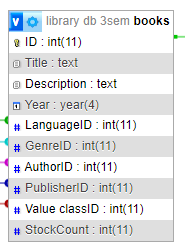 library db 3sem books
ID : int(11)
Title : text
Description : text
Year : year(4)
LanguageID : int(11)
GenreID : int(11)
AuthorID : int(11)
PublisherID : int(11)
Value classID : int(11)
StockCount : int(11)